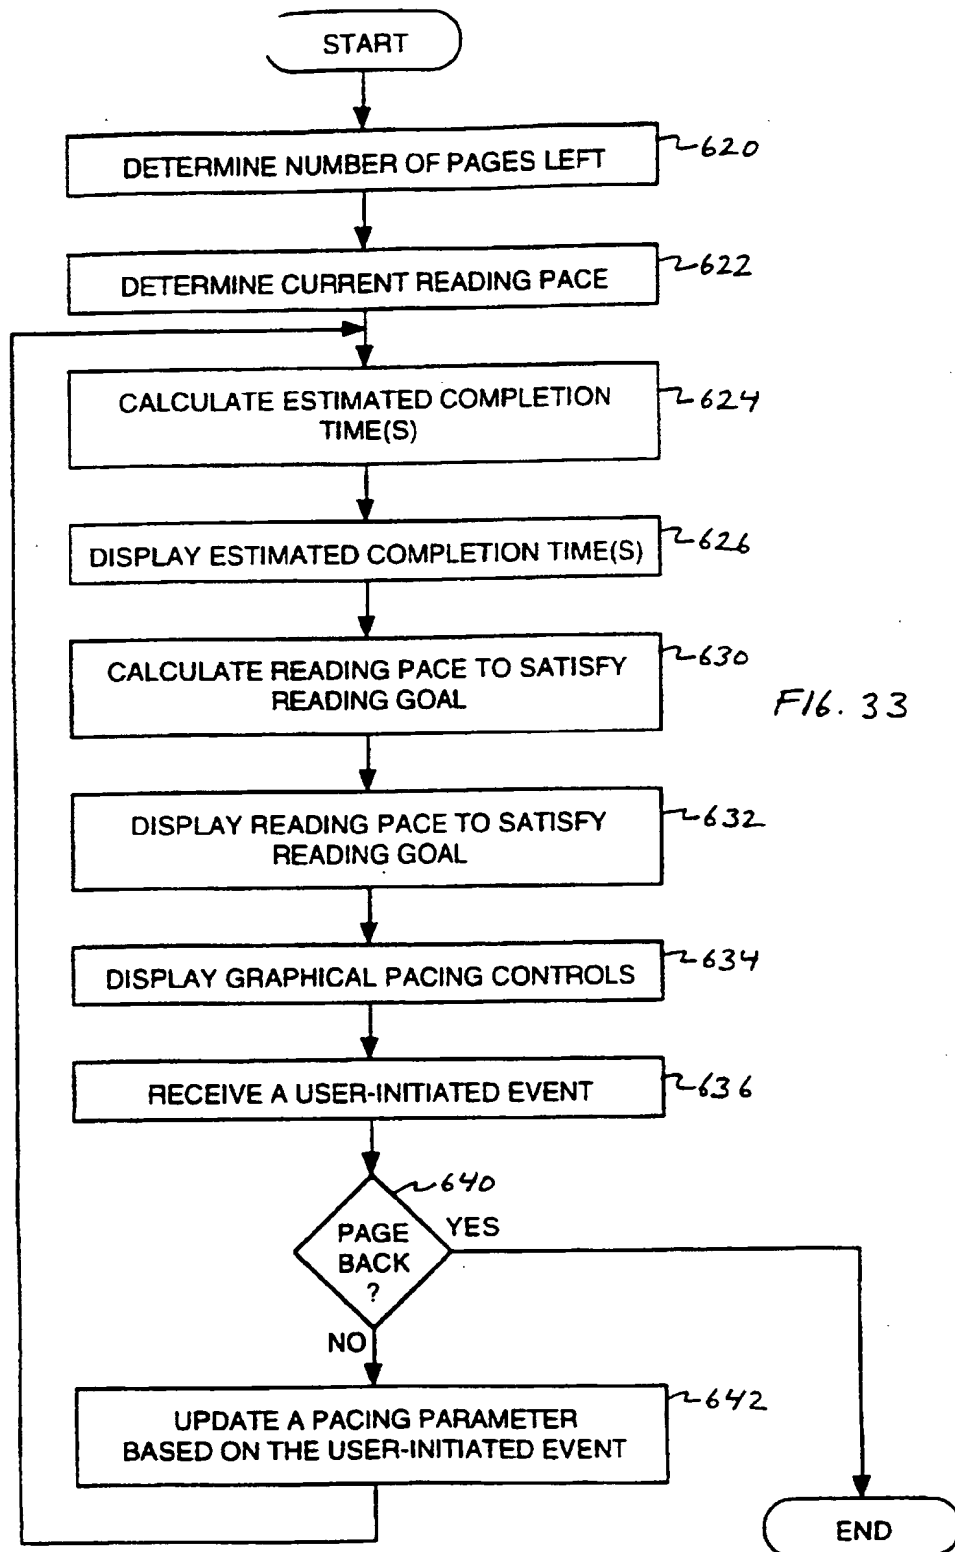 START
DETERMINE NUMBER OF PAGES LEFT
620
DETERMINE CURRENT READING PACE
622
CALCULATE ESTIMATED COMPLETION
TIME(S)
624
DISPLAY ESTIMATED COMPLETION TIME(S)
626
CALCULATE READING PACE TO SATISFY
READING GOAL
630
FIG. 33
DISPLAY READING PACE TO SATISFY
READING GOAL
632
DISPLAY GRAPHICAL PACING CONTROLS
634
RECEIVE A USER-INITIATED EVENT
636
640
PAGE
BACK
?
YES
NO
UPDATE A PACING PARAMETER
BASED ON THE USER-INITIATED EVENT
642
END